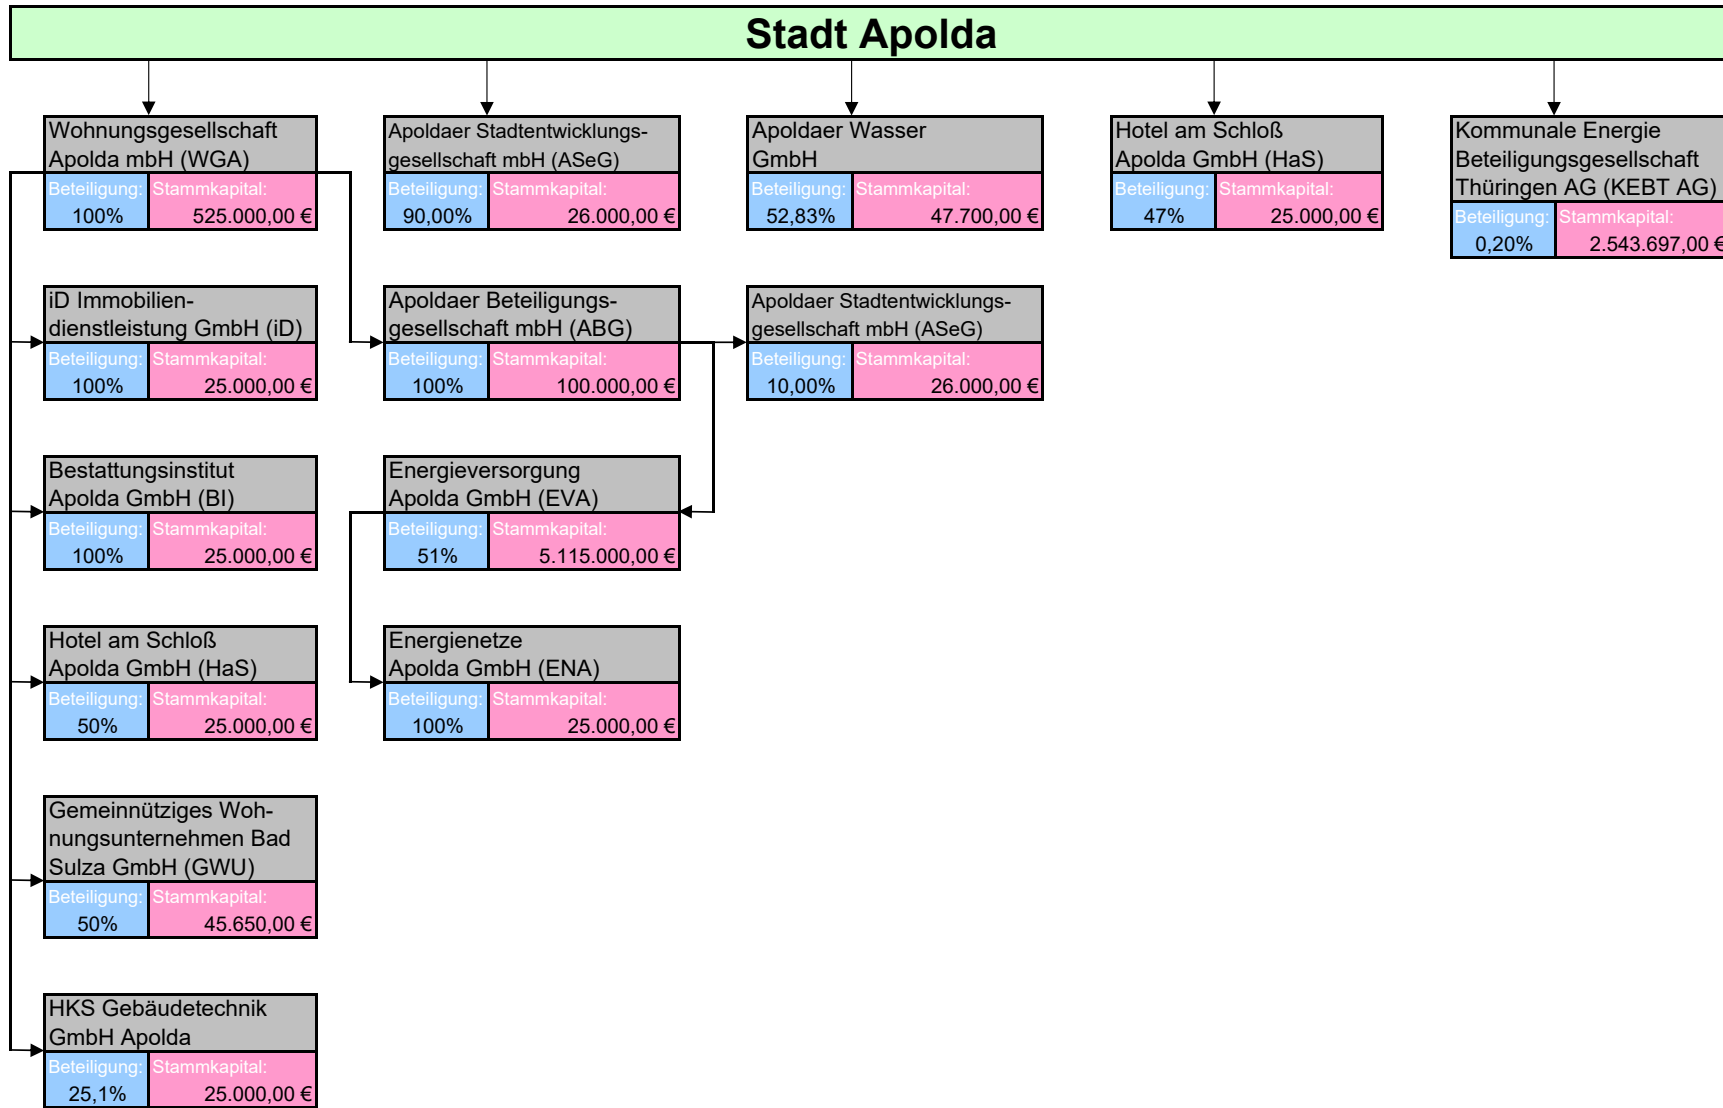 Stadt Apolda
Wohnungsgesellschaft
Apolda mbH (WGA)
Beteiligung: Stammkapital:
100% 525.000,00 €
Apoldaer Stadtentwicklungs-
gesellschaft mbH (ASeG)
Beteiligung: Stammkapital:
90,00% 26.000,00 €
Apoldaer Wasser
GmbH
Beteiligung: Stammkapital:
52,83% 47.700,00 €
Hotel am Schloß
Apolda GmbH (HaS)
Beteiligung: Stammkapital:
47% 25.000,00 €
Kommunale Energie
Beteiligungsgesellschaft
Thüringen AG (KEBT AG)
Beteiligung: Stammkapital:
0,20% 2.543.697,00 €
iD Immobilien-
dienstleistung GmbH (iD)
Beteiligung: Stammkapital:
100% 25.000,00 €
Apoldaer Beteiligungs-
gesellschaft mbH (ABG)
Beteiligung: Stammkapital:
100% 100.000,00 €
Apoldaer Stadtentwicklungs-
gesellschaft mbH (ASeG)
Beteiligung: Stammkapital:
10,00% 26.000,00 €
Bestattungsinstitut
Apolda GmbH (BI)
Beteiligung: Stammkapital:
100% 25.000,00 €
Energieversorgung
Apolda GmbH (EVA)
Beteiligung: Stammkapital:
51% 5.115.000,00 €
Hotel am Schloß
Apolda GmbH (HaS)
Beteiligung: Stammkapital:
50% 25.000,00 €
Energienetze
Apolda GmbH (ENA)
Beteiligung: Stammkapital:
100% 25.000,00 €
Gemeinnütziges Woh-
nungsunternehmen Bad
Sulza GmbH (GWU)
Beteiligung: Stammkapital:
50% 45.650,00 €
HKS Gebäudetechnik
GmbH Apolda
Beteiligung: Stammkapital:
25,1% 25.000,00 €